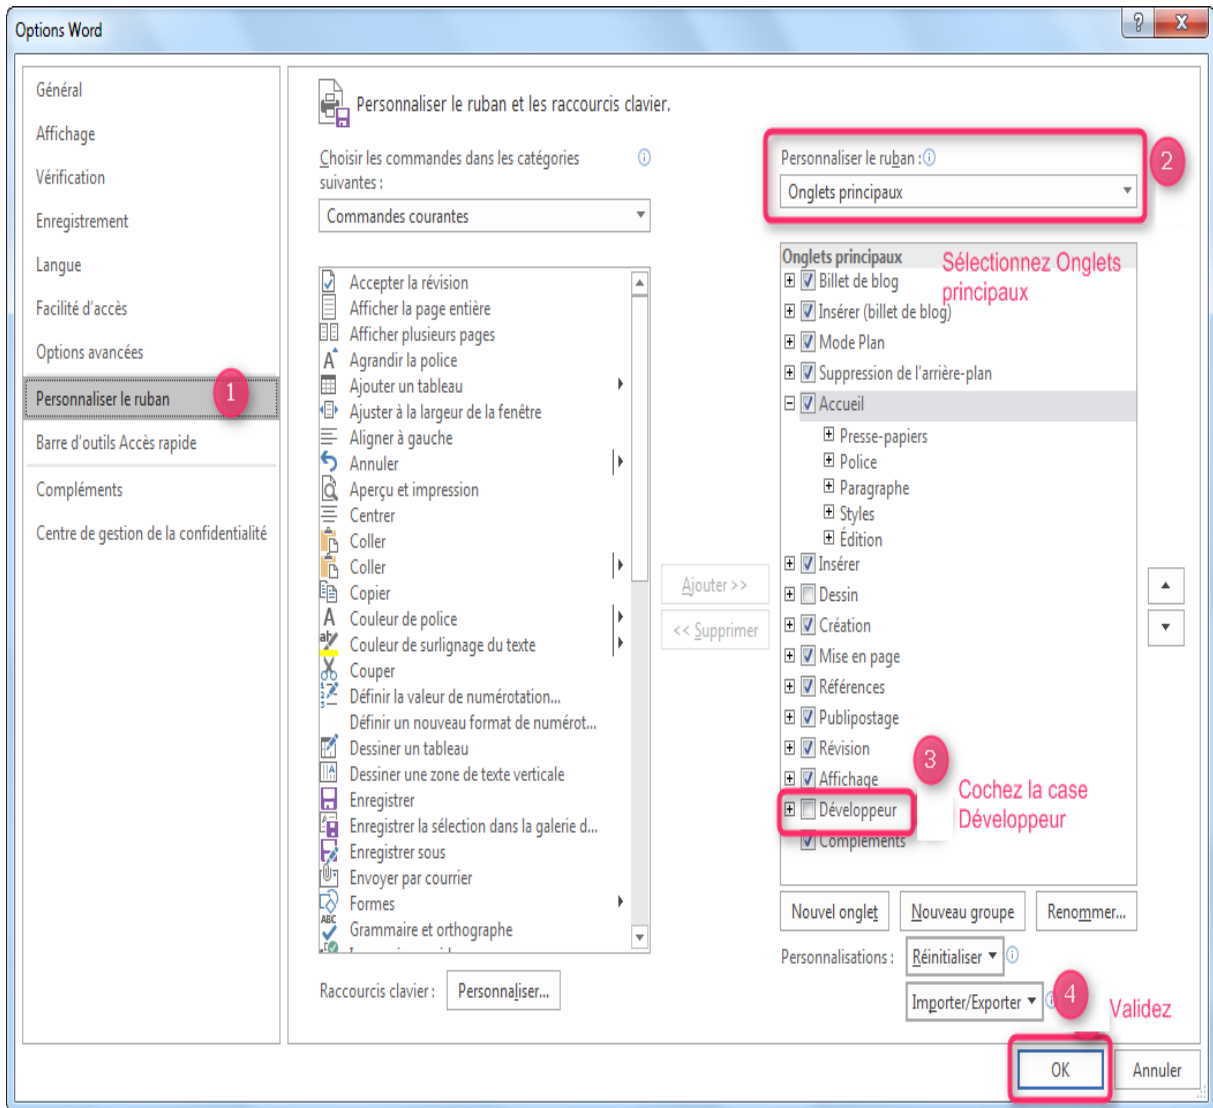 Options Word
?
X
Général
Affichage
Vérification
Enregistrement
Langue
Facilité d'accès
Options avancées
Personnaliser le ruban
1
Barre d'outils Accès rapide
Compléments
Centre de gestion de la confidentialité
Personnaliser le ruban et les raccourcis clavier.
Choisir les commandes dans les catégories
suivantes :
Commandes courantes
Accepter la révision
Afficher la page entière
Afficher plusieurs pages
Agrandir la police
Ajouter un tableau
Ajuster à la largeur de la fenêtre
Aligner à gauche
Annuler
Aperçu et impression
Centrer
Coller
Coller
Copier
Couleur de police
Couleur de surlignage du texte
Couper
Définir la valeur de numérotation...
Définir un nouveau format de numérot...
Dessiner un tableau
Dessiner une zone de texte verticale
Enregistrer
Enregistrer la sélection dans la galerie d...
Enregistrer sous
Envoyer par courrier
Formes
Grammaire et orthographe
Raccourcis clavier :
Personnaliser...
Ajouter >>
<< Supprimer
Personnaliser le ruban :
2
Onglets principaux
Onglets principaux
Sélectionnez Onglets
principaux
Billet de blog
Insérer (billet de blog)
Mode Plan
Suppression de l'arrière-plan
Accueil
Presse-papiers
Police
Paragraphe
Styles
Édition
Insérer
Dessin
Création
Mise en page
Références
Publipostage
Révision
3
Affichage
Développeur
Cochez la case
Développeur
Compléments
Nouvel onglet
Nouveau groupe
Renommer...
Personnalisations :
Réinitialiser
Importer/Exporter
4
Validez
OK
Annuler